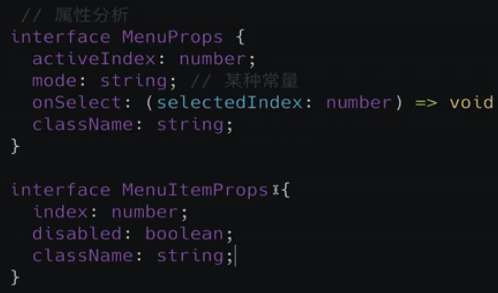 // 属性分析
interface MenuProps {
  activeIndex: number;
  mode: string; // 某种常量
  onSelect: (selectedIndex: number) => void
  className: string;
}

interface MenuItemProps {
  index: number;
  disabled: boolean;
  className: string;
}